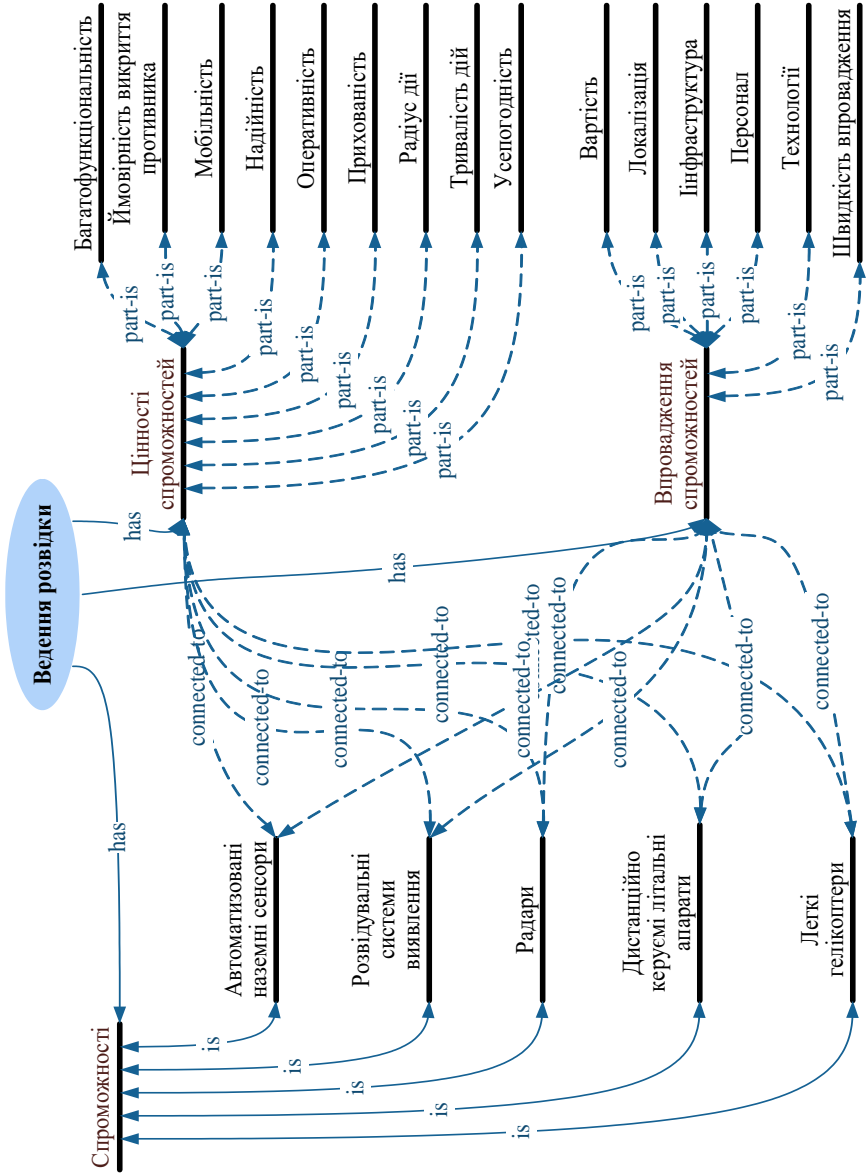 Ведення розвідки
has
has
has
Спроможності
is
is
is
is
is
Автоматизовані
наземні сенсори
Розвідувальні
системи
виявлення
Радари
Дистанційно
керуємі літальні
апарати
Легкі
гелікоптери
connected-to
connected-to
connected-to
connected-to
connected-to
ted-to
connected-to
connected-to
connected-to
connected-to
Цінності
спроможностей
part-is
part-is
part-is
part-is
part-is
part-is
part-is
part-is
part-is
Багатофункціональність
Ймовірність викриття
противника
Мобільність
Надійність
Оперативність
Прихованість
Радіус дії
Тривалість дій
Усепогодність
Впровадження
спроможностей
part-is
part-is
part-is
part-is
part-is
part-is
Вартість
Локалізація
Іінфраструктура
Персонал
Технології
Швидкість впровадження